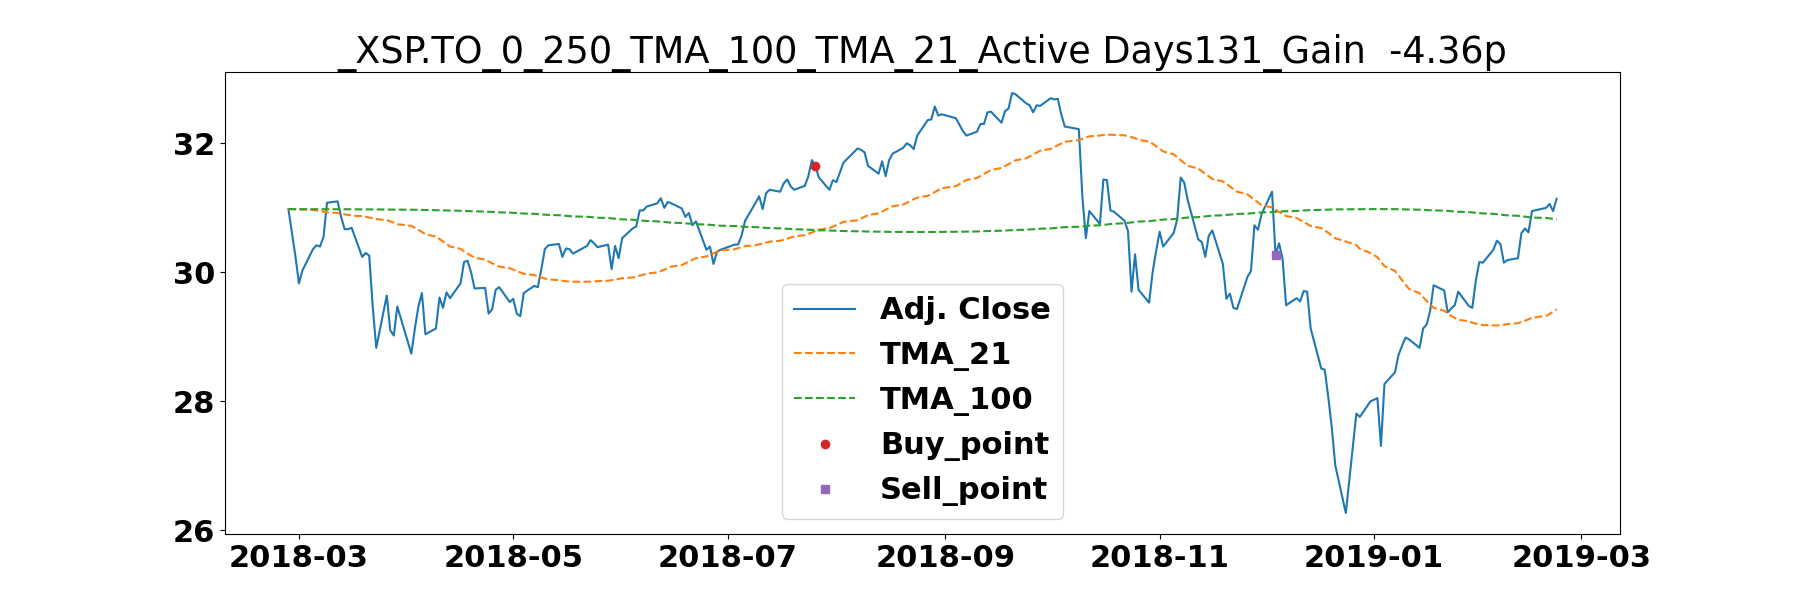 _XSP.TO_0_250_TMA_100_TMA_21_Active Days131_Gain  -4.36p
32
30
28
26
Adj. Close
TMA_21
TMA_100
Buy_point
Sell_point
2018-03 2018-05 2018-07 2018-09 2018-11 2019-01 2019-03